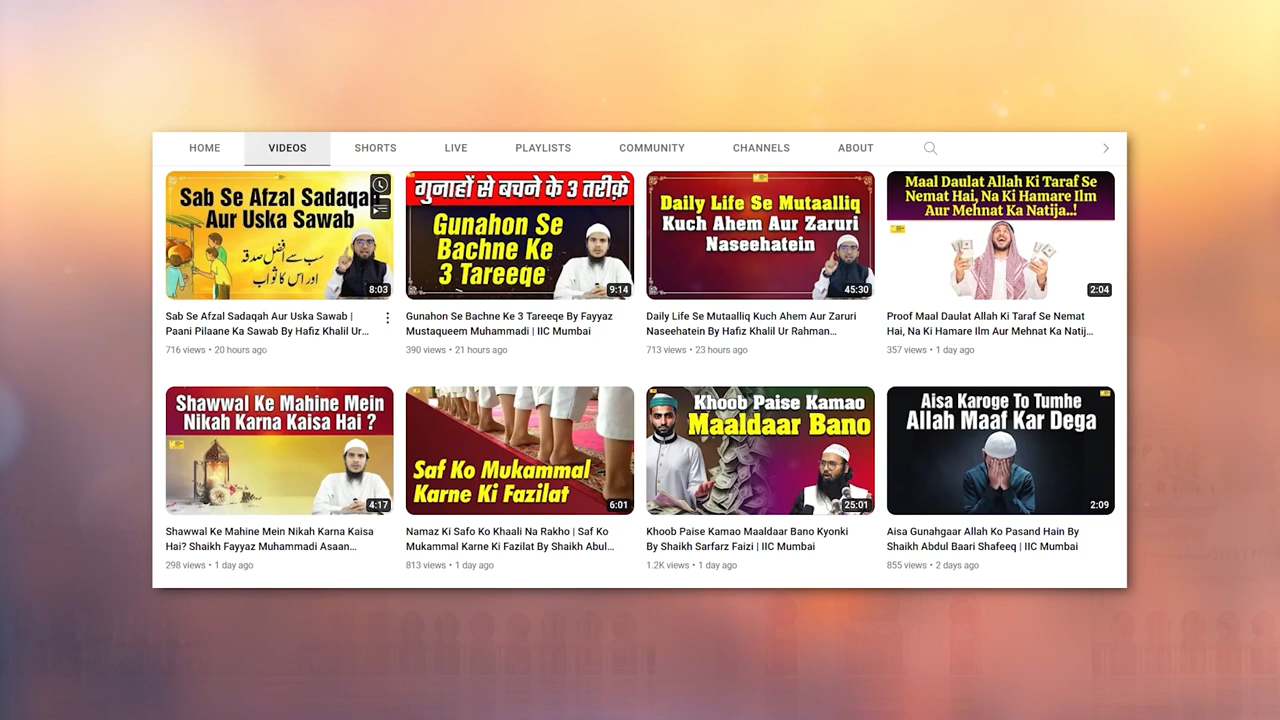 HOME VIDEOS SHORTS LIVE PLAYLISTS COMMUNITY CHANNELS ABOUT
Sab Se Afzal Sadaqah
Aur Uska Sawab
سب سے افضل صدقہ
اور اس کا ثواب
8:03
गुनाहों से बचने के 3 तरीक़े
Gunahon Se
Bachne Ke
3 Tareeqe
9:14
Daily Life Se Mutaalliq
Kuch Ahem Aur Zaruri
Naseehatein
45:30
Maal Daulat Allah Ki Taraf Se
Nemat Hai, Na Ki Hamare Ilm
Aur Mehnat Ka Natija..!
2:04
Sab Se Afzal Sadaqah Aur Uska Sawab |
Paani Pilaane Ka Sawab By Hafiz Khalil Ur...
716 views • 20 hours ago
Gunahon Se Bachne Ke 3 Tareeqe By Fayyaz
Mustaqueem Muhammadi | IIC Mumbai
390 views • 21 hours ago
Daily Life Se Mutaalliq Kuch Ahem Aur Zaruri
Naseehatein By Hafiz Khalil Ur Rahman...
713 views • 23 hours ago
Proof Maal Daulat Allah Ki Taraf Se Nemat
Hai, Na Ki Hamare Ilm Aur Mehnat Ka Natij...
357 views • 1 day ago
Shawwal Ke Mahine Mein
Nikah Karna Kaisa Hai ?
4:17
Saf Ko Mukammal
Karne Ki Fazilat
6:01
Khoob Paise Kamao
Maaldaar Bano
25:01
Aisa Karoge To Tumhe
Allah Maaf Kar Dega
2:09
Shawwal Ke Mahine Mein Nikah Karna Kaisa
Hai? Shaikh Fayyaz Muhammadi Asaan...
298 views • 1 day ago
Namaz Ki Safo Ko Khaali Na Rakho | Saf Ko
Mukammal Karne Ki Fazilat By Shaikh Abul...
813 views • 1 day ago
Khoob Paise Kamao Maaldaar Bano Kyonki
By Shaikh Sarfarz Faizi | IIC Mumbai
1.2K views • 1 day ago
Aisa Gunahgaar Allah Ko Pasand Hain By
Shaikh Abdul Baari Shafeeq | IIC Mumbai
855 views • 2 days ago